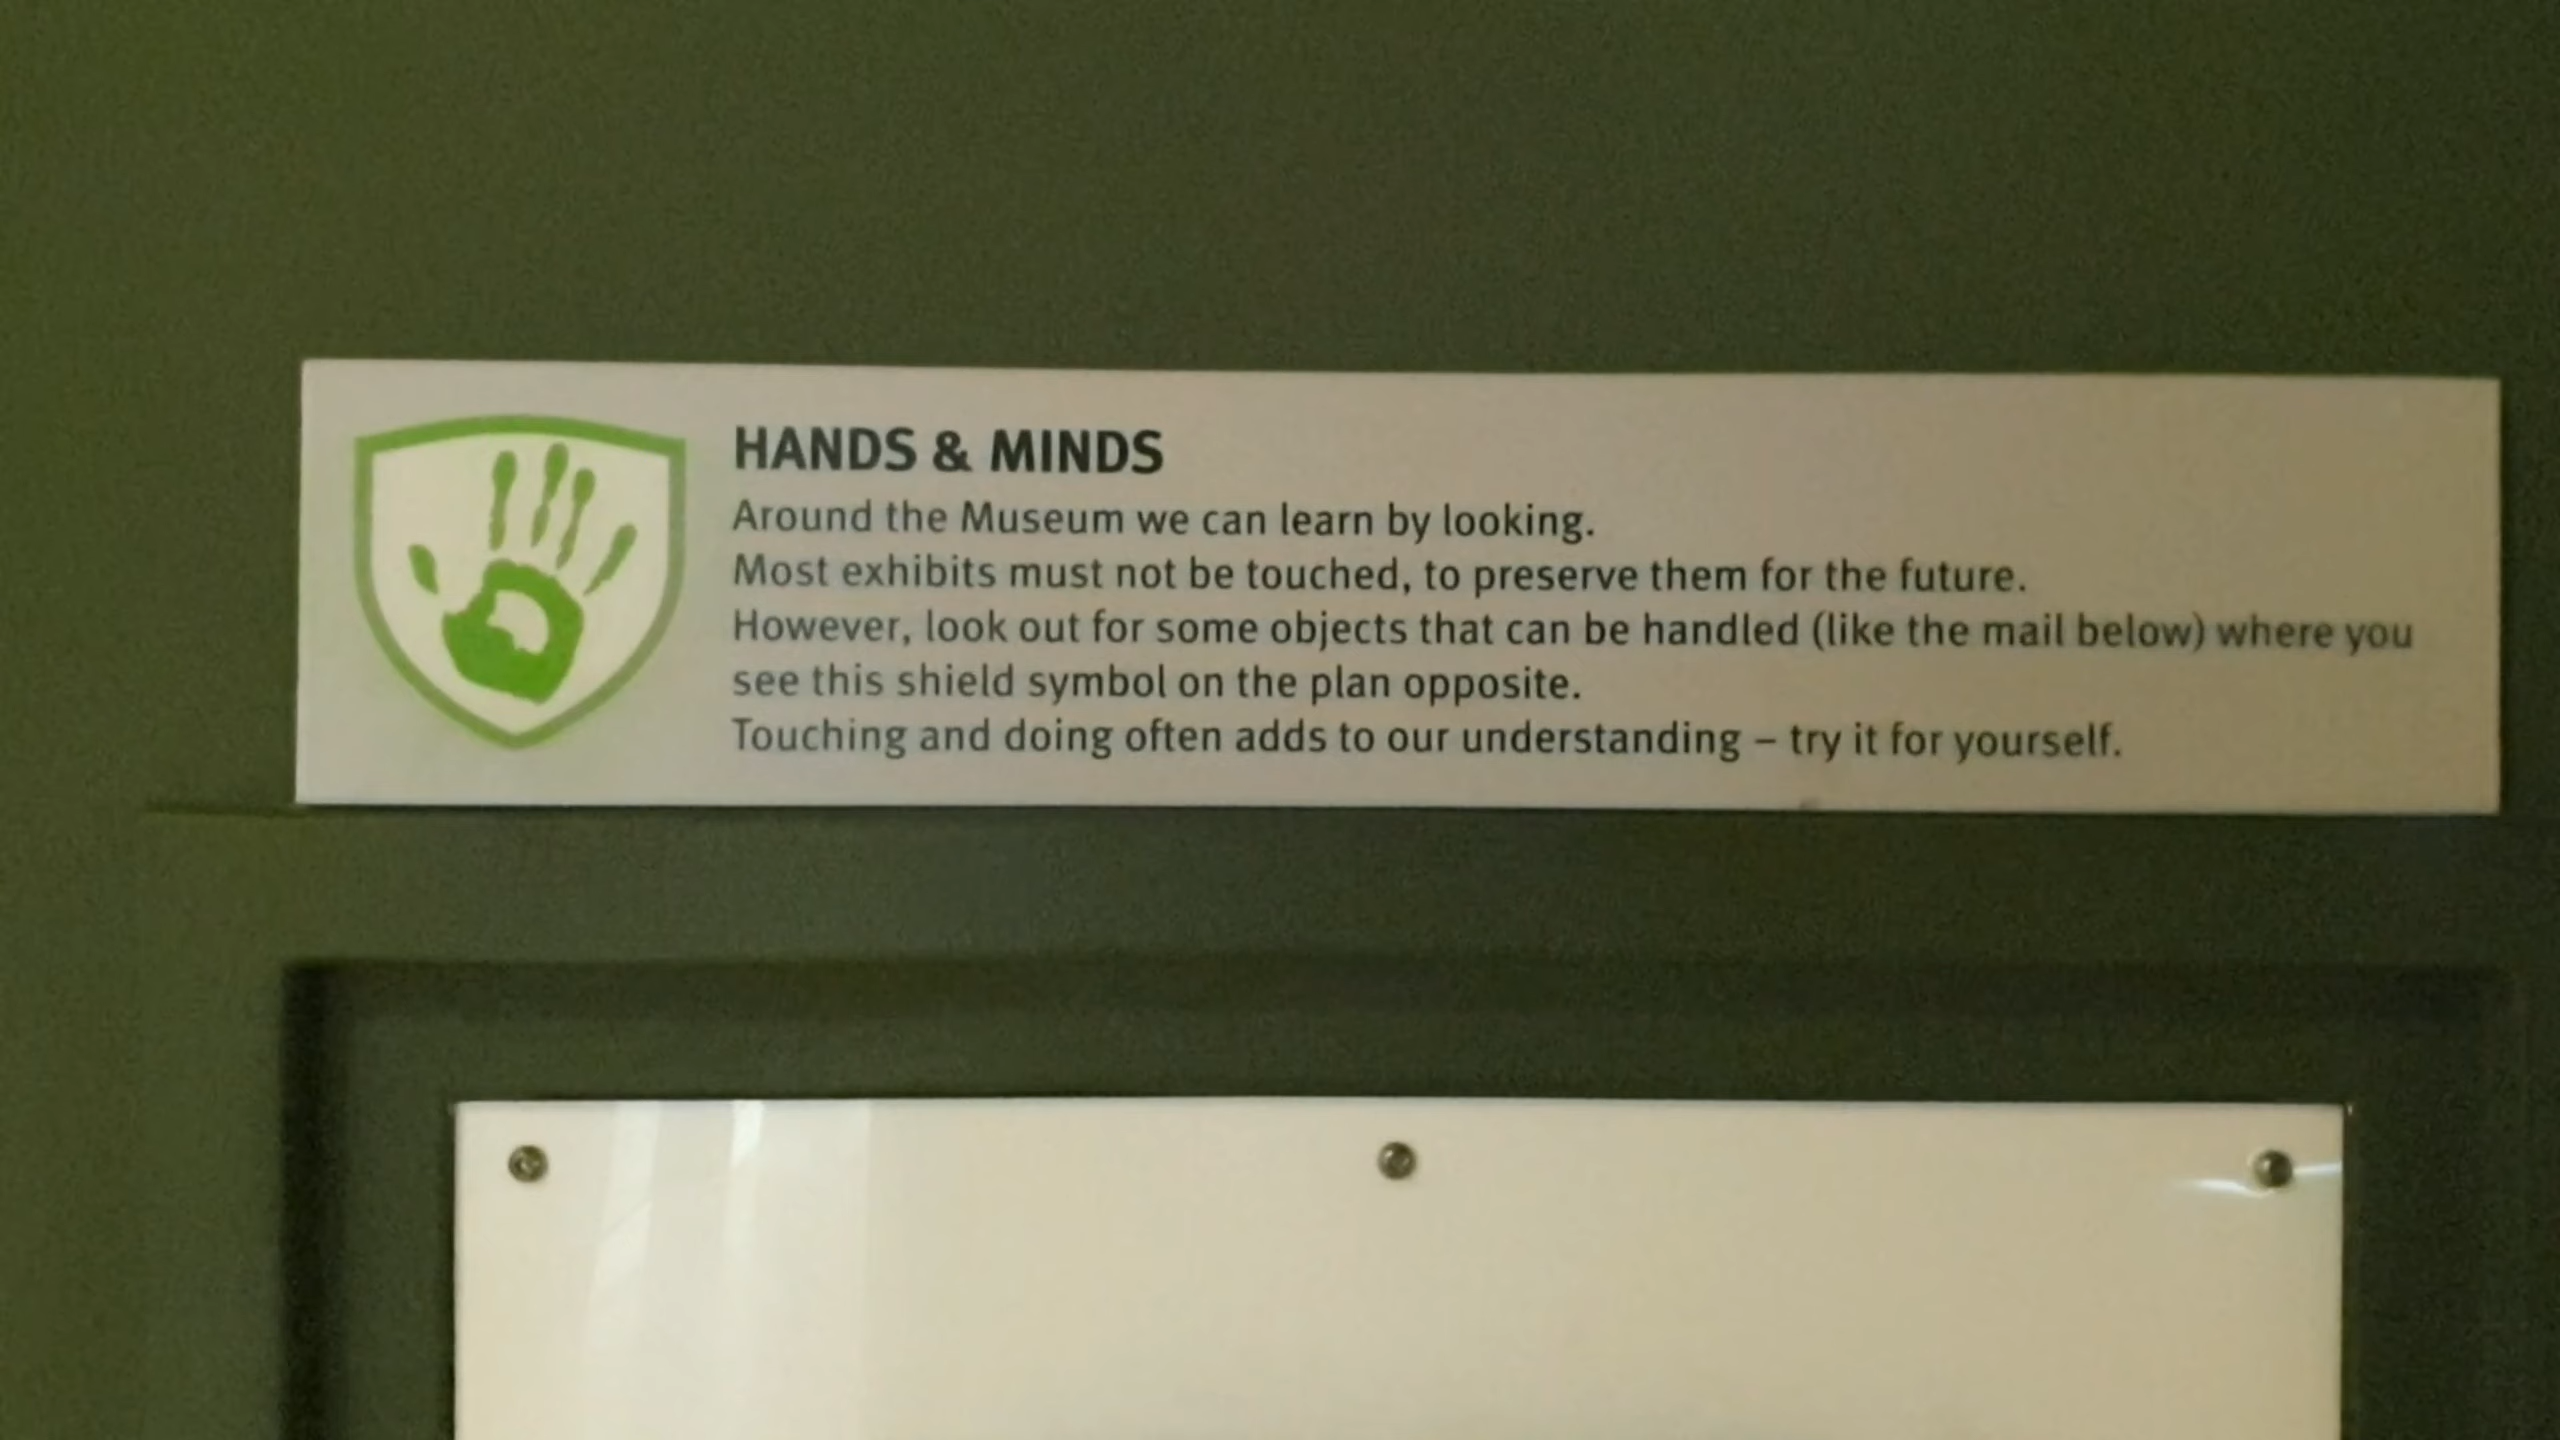 HANDS & MINDS
Around the Museum we can learn by looking.
Most exhibits must not be touched, to preserve them for the future.
However, look out for some objects that can be handled (like the mail below) where you
see this shield symbol on the plan opposite.
Touching and doing often adds to our understanding – try it for yourself.